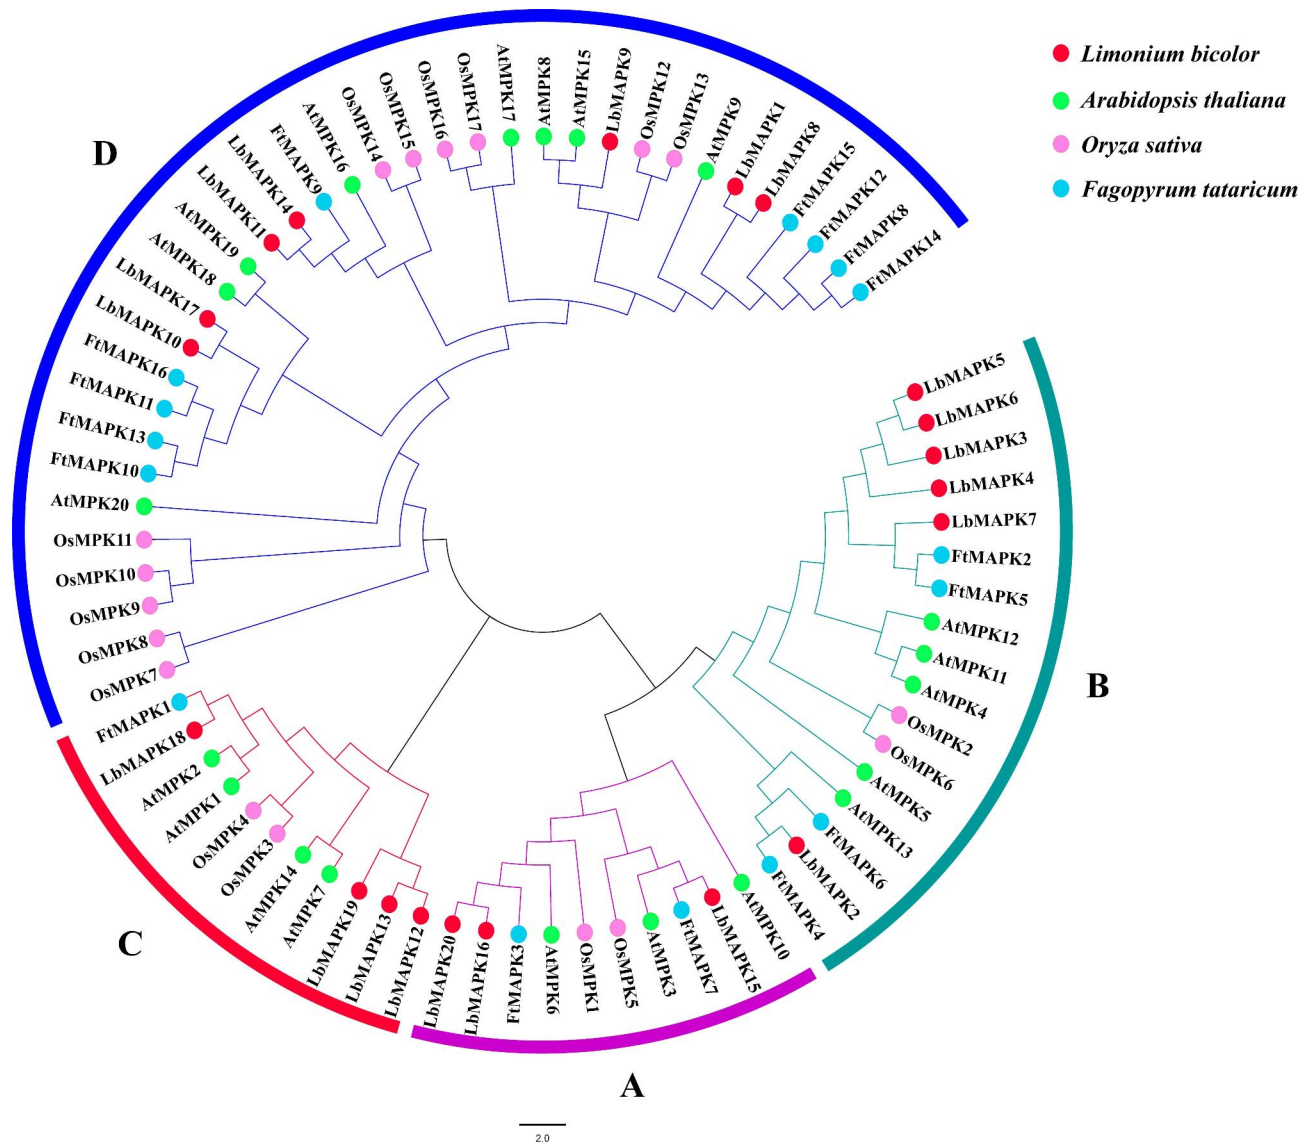 Limonium bicolor
Arabidopsis thaliana
Oryza sativa
Fagopyrum tataricum
D
OsMPK7
OsMPK8
OsMPK9
OsMPK10
OsMPK11
AtMPK20
FtMAPK10
FtMAPK13
FtMAPK11
FtMAPK16
LbMAPK10
LbMAPK17
AtMPK18
AtMPK19
LbMAPK11
LbMAPK14
FtMAPK9
AtMPK16
OsMPK14
OsMPK15
OsMPK16
OsMPK17
AtMPK17
AtMPK8
AtMPK15
LbMAPK9
OsMPK12
OsMPK13
AtMPK9
LbMAPK1
LbMAPK8
FtMAPK15
FtMAPK12
FtMAPK8
FtMAPK14
LbMAPK5
LbMAPK6
LbMAPK3
LbMAPK4
LbMAPK7
FtMAPK2
FtMAPK5
AtMPK12
AtMPK11
AtMPK4
OsMPK2
OsMPK6
AtMPK5
AtMPK13
FtMAPK6
LbMAPK2
FtMAPK4
B
AtMPK10
LbMAPK15
FtMAPK7
AtMPK3
OsMPK5
OsMPK1
AtMPK6
FtMAPK3
LbMAPK16
LbMAPK20
A
LbMAPK12
LbMAPK13
LbMAPK19
AtMPK7
AtMPK14
OsMPK3
OsMPK4
AtMPK1
AtMPK2
LbMAPK18
FtMAPK1
C
2.0